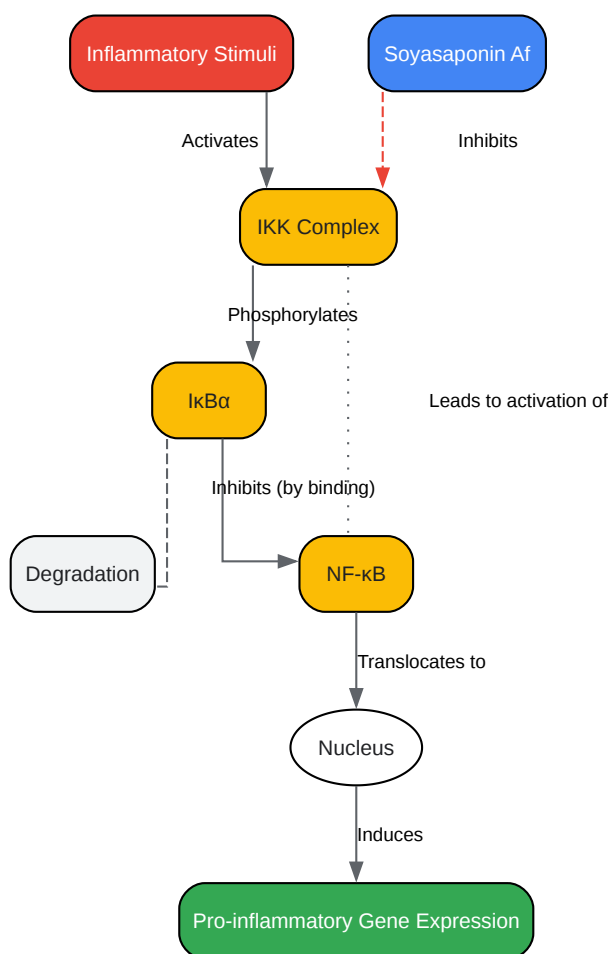 Inflammatory Stimuli
Soyasaponin Af
Activates
Inhibits
IKK Complex
Phosphorylates
IκBα
Leads to activation of
Inhibits (by binding)
Degradation
NF-κB
Translocates to
Nucleus
Induces
Pro-inflammatory Gene Expression